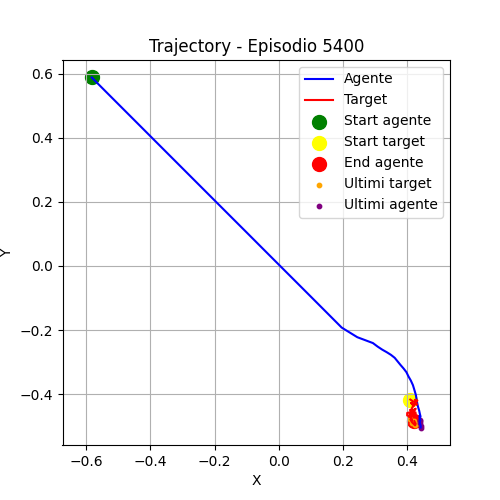 Trajectory - Episodio 5400
Agente
Target
Start agente
Start target
End agente
Ultimi target
Ultimi agente
0.6
0.4
0.2
0.0
−0.2
−0.4
Y
−0.6
−0.4
−0.2
0.0
0.2
0.4
X